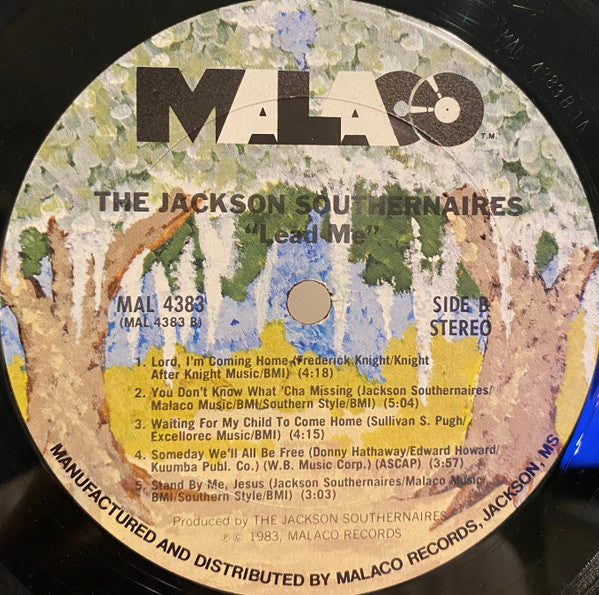 MAL 4383 B 1A
MALACO
T.M.
THE JACKSON SOUTHERNAIRES
"Lead Me"
MAL 4383
(MAL 4383 B)
SIDE B
STEREO
1. Lord, I'm Coming Home (Frederick Knight/Knight
After Knight Music/BMI) (4:18)
2. You Don't Know What 'Cha Missing (Jackson Southernaires/
Malaco Music/BMI/Southern Style/BMI) (5:04)
3. Waiting For My Child To Come Home (Sullivan S. Pugh/
Excellorec Music/BMI) (4:15)
4. Someday We'll All Be Free (Donny Hathaway/Edward Howard/
Kuumba Publ. Co.) (W.B. Music Corp.) (ASCAP) (3:57)
5. Stand By Me, Jesus (Jackson Southernaires/Malaco Music/
BMI/Southern Style/BMI) (3:03)
Produced by THE JACKSON SOUTHERNAIRES
℗ © 1983, MALACO RECORDS
MANUFACTURED AND DISTRIBUTED BY MALACO RECORDS, JACKSON, MS